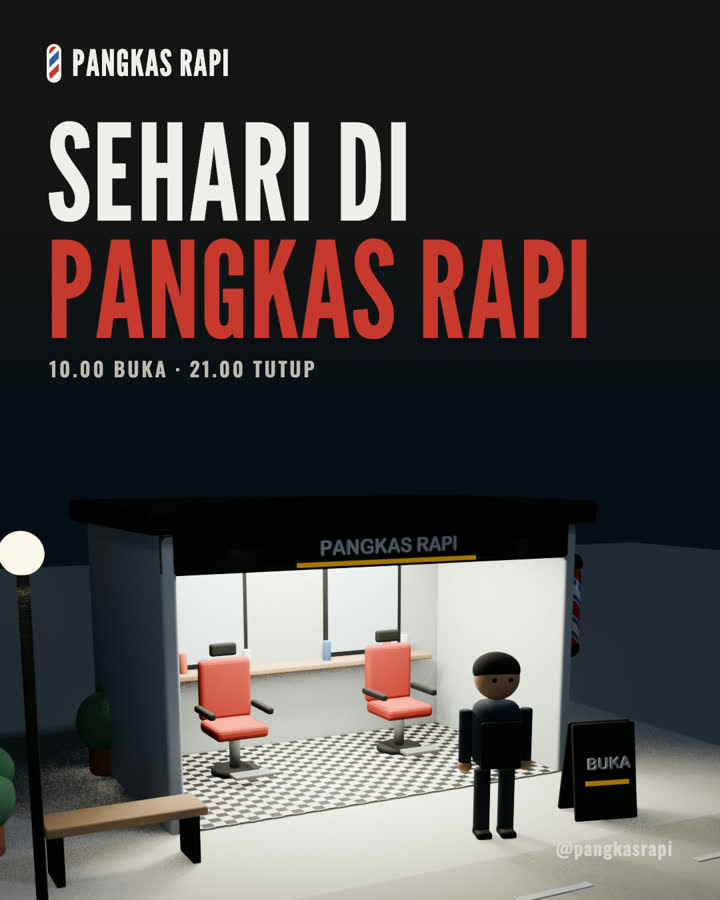 PANGKAS RAPI
SEHARI DI
PANGKAS RAPI
10.00 BUKA · 21.00 TUTUP
PANGKAS RAPI
BUKA
@pangkasrapi